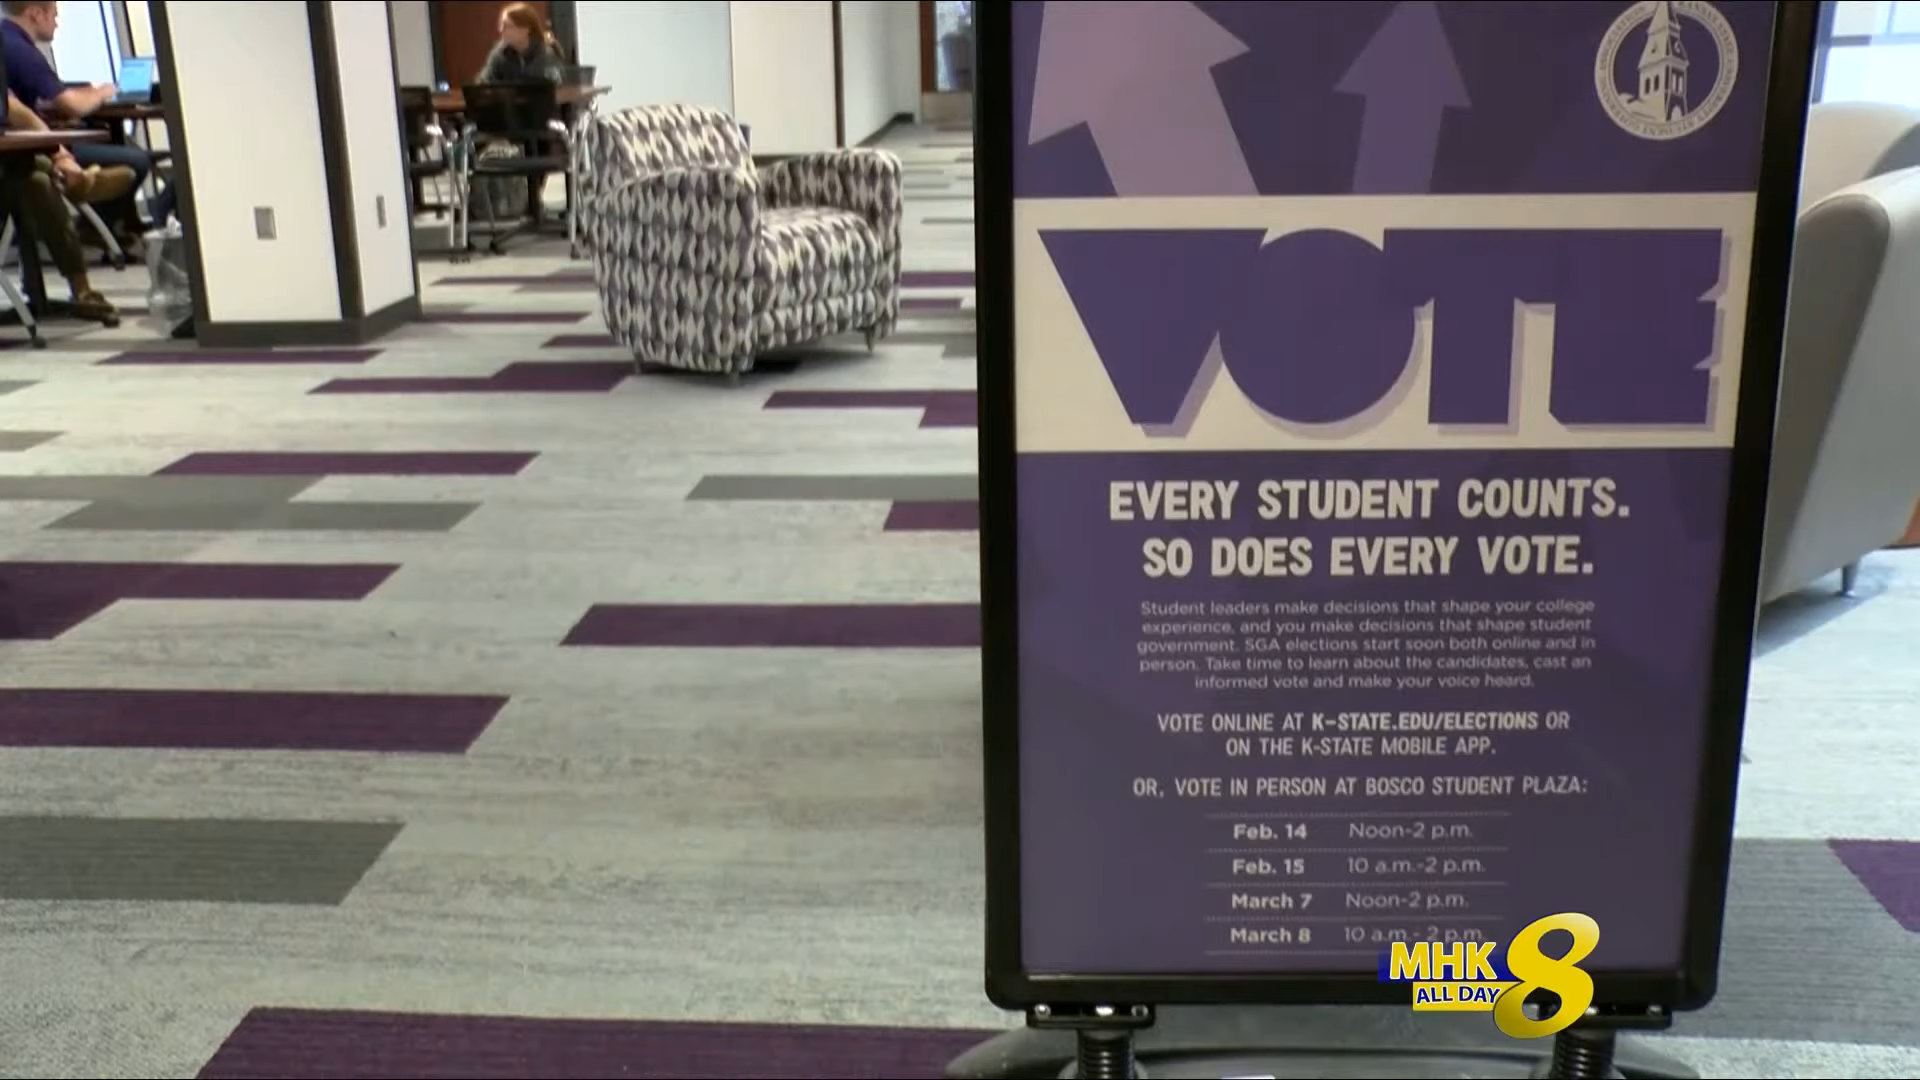 VOTE
EVERY STUDENT COUNTS.
SO DOES EVERY VOTE.
Student leaders make decisions that shape your college
experience, and you make decisions that shape student
government. SGA elections start soon both online and in
person. Take time to learn about the candidates, cast an
informed vote and make your voice heard.
VOTE ONLINE AT K-STATE.EDU/ELECTIONS OR
ON THE K-STATE MOBILE APP.
OR, VOTE IN PERSON AT BOSCO STUDENT PLAZA:
Feb. 14 Noon-2 p.m.
Feb. 15 10 a.m.-2 p.m.
March 7 Noon-2 p.m.
March 8 10 a.m.- 2 p.m.
MHK 8
ALL DAY